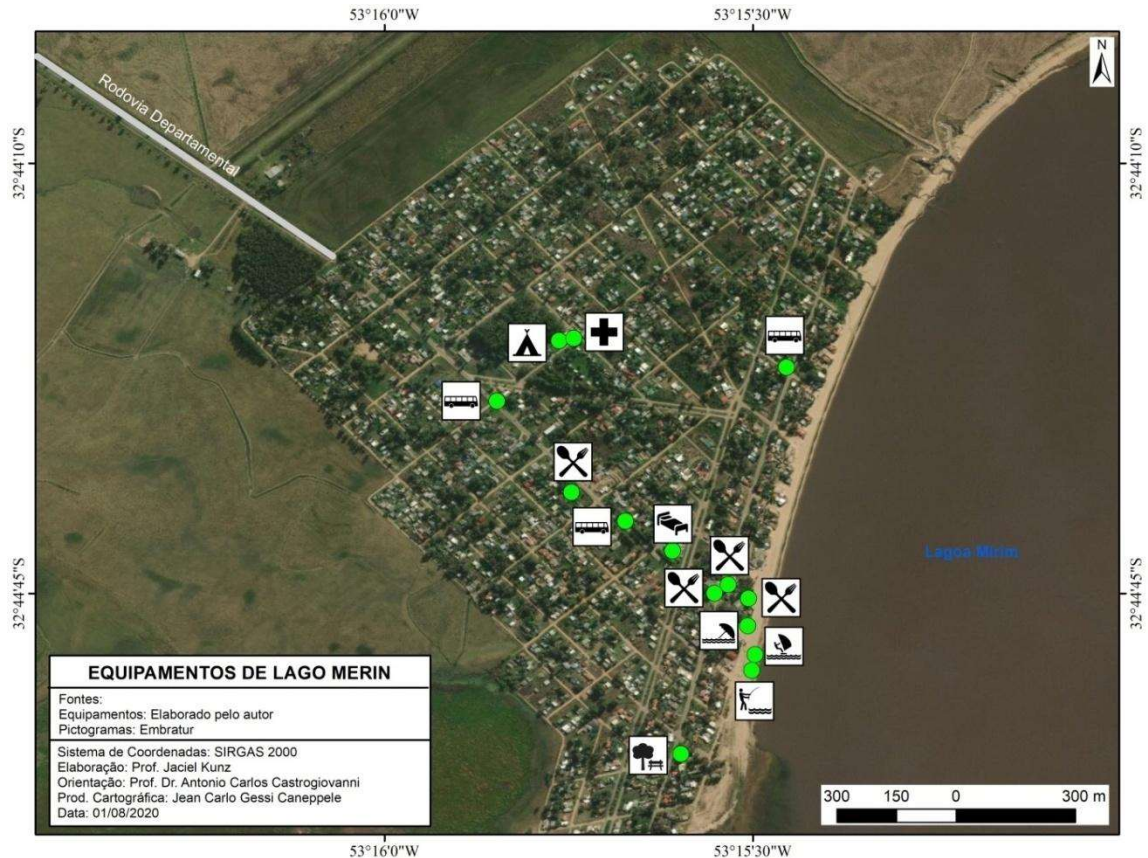 53°16'0"W
53°15'30"W
N
Rodovia Departamental
32°44'10"S
32°44'10"S
Lagoa Mirim
32°44'45"S
32°44'45"S
EQUIPAMENTOS DE LAGO MERIN
Fontes:
Equipamentos: Elaborado pelo autor
Pictogramas: Embratur
Sistema de Coordenadas: SIRGAS 2000
Elaboração: Prof. Jaciel Kunz
Orientação: Prof. Dr. Antonio Carlos Castrogiovanni
Prod. Cartográfica: Jean Carlo Gessi Caneppele
Data: 01/08/2020
300 150 0 300 m
53°16'0"W
53°15'30"W